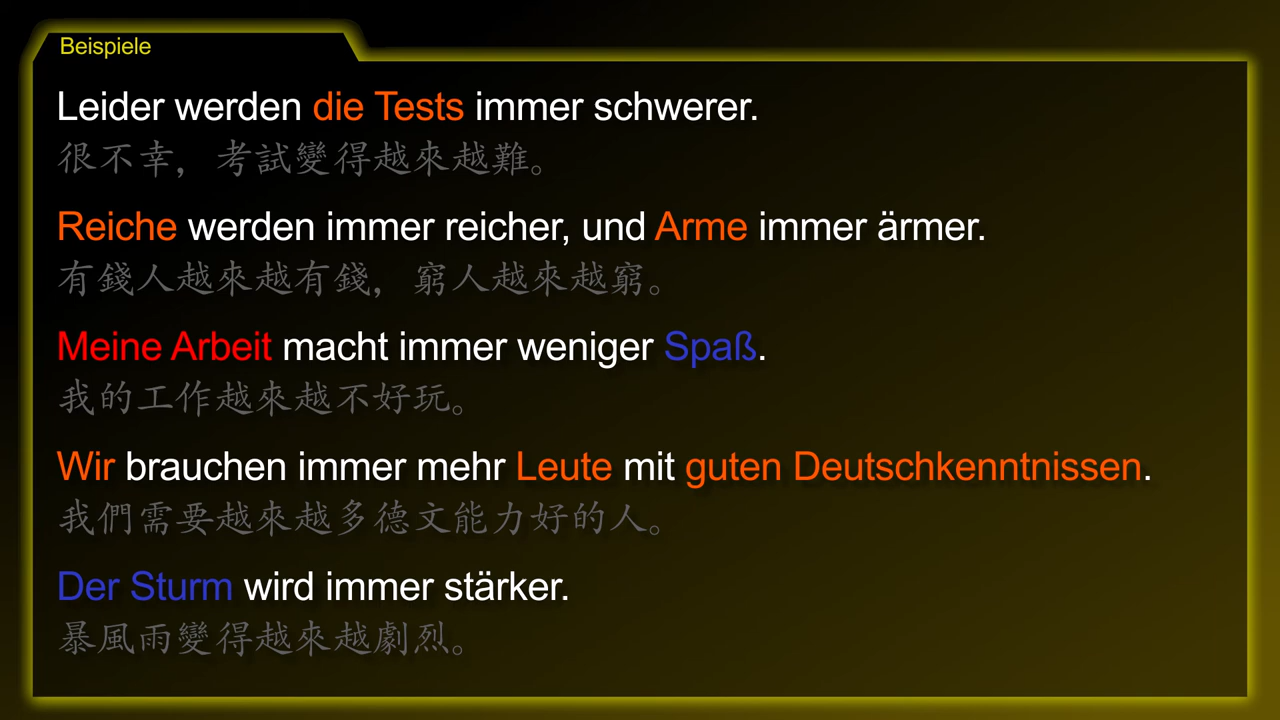 Beispiele
Leider werden die Tests immer schwerer.
很不幸，考試變得越來越難。
Reiche werden immer reicher, und Arme immer ärmer.
有錢人越來越有錢，窮人越來越窮。
Meine Arbeit macht immer weniger Spaß.
我的工作越來越不好玩。
Wir brauchen immer mehr Leute mit guten Deutschkenntnissen.
我們需要越來越多德文能力好的人。
Der Sturm wird immer stärker.
暴風雨變得越來越劇烈。